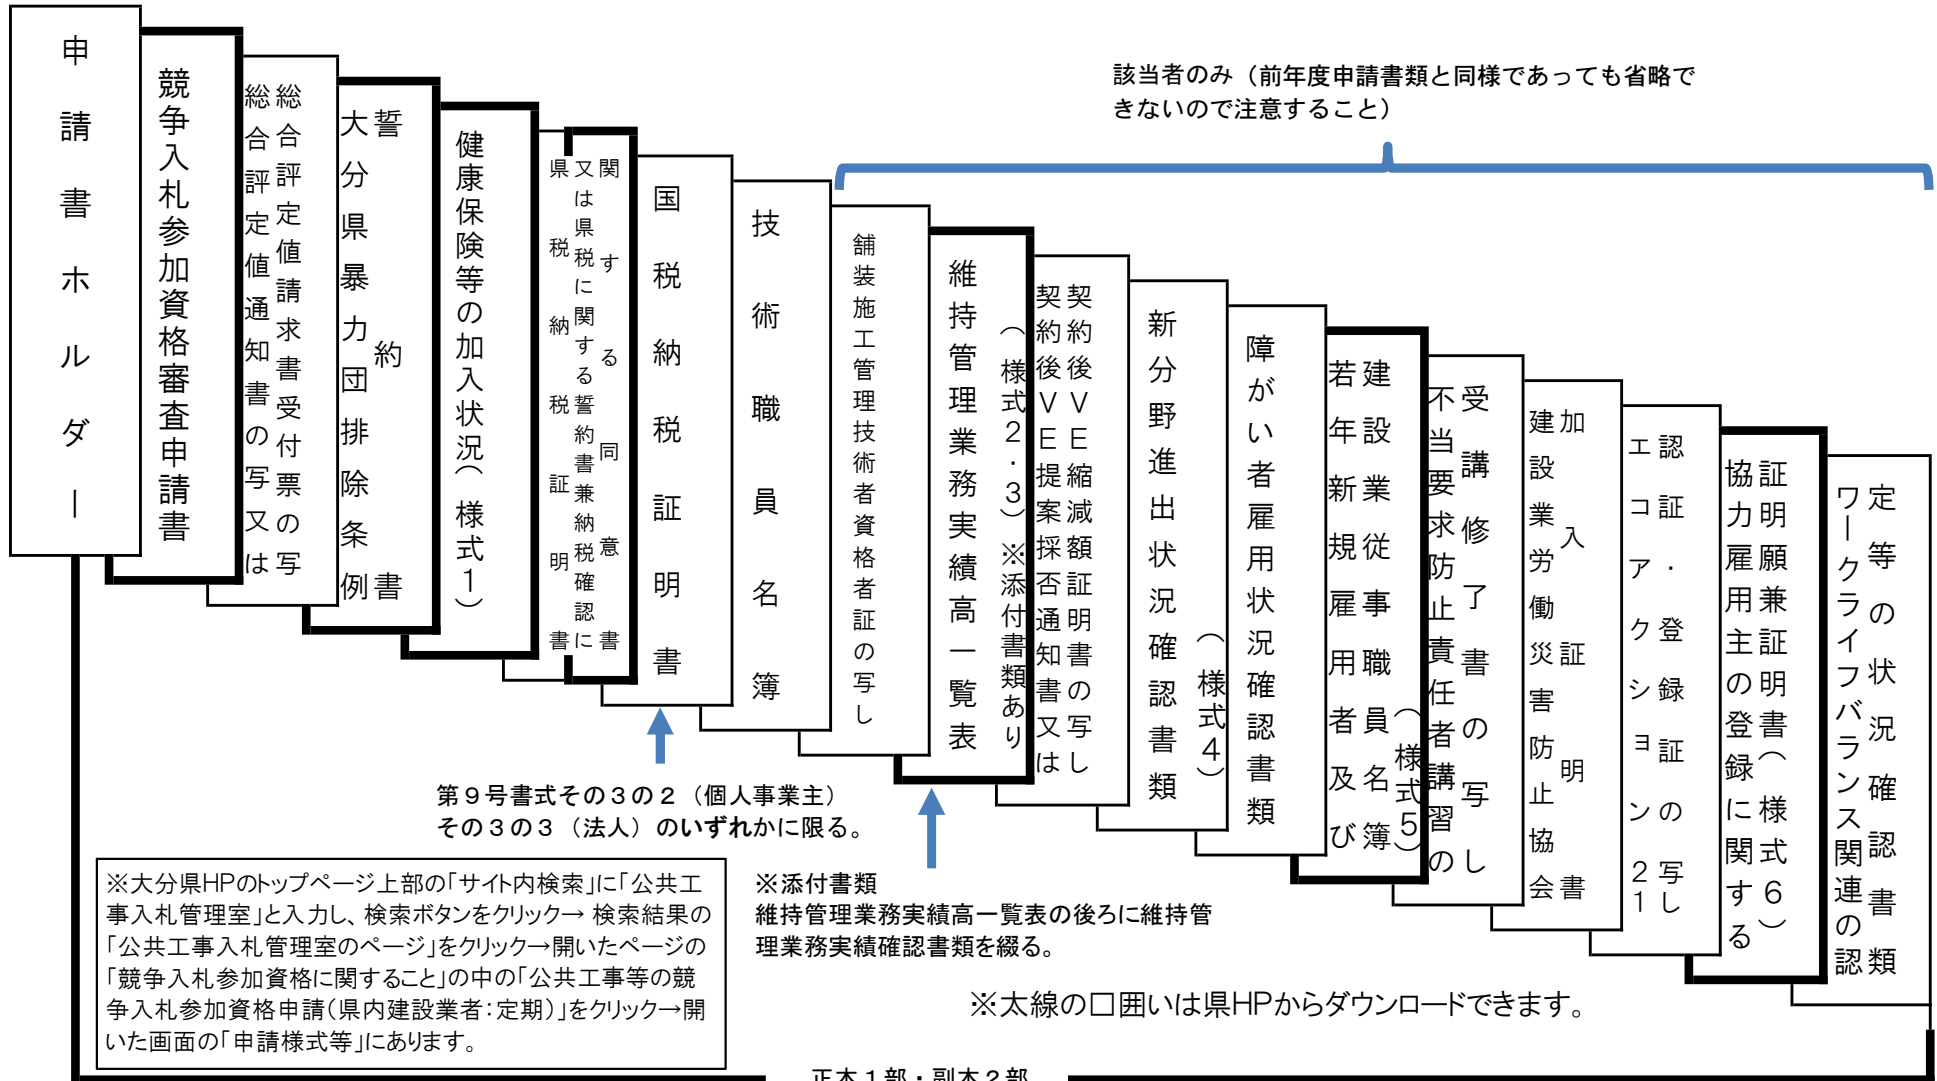 申請書ホルダー
競争入札参加資格審査申請書
総合評定値請求書受付票の写
総合評定値通知書の写又は
誓約書
大分県暴力団排除条例
健康保険等の加入状況（様式１）
関する同意書
又は県税に関する誓約書兼納税確認に
県税納税証明書
国税納税証明書
技術職員名簿
舗装施工管理技術者資格者証の写し
（様式２・３）※添付書類あり
維持管理業務実績高一覧表
契約後ＶＥ縮減額証明書の写し
契約後ＶＥ提案採否通知書又は
（様式４）
新分野進出状況確認書類
障がい者雇用状況確認書類
（様式５）
建設業従事職員名簿
若年新規雇用者及び
受講修了書の写し
不当要求防止責任者講習の
加入証明書
建設業労働災害防止協会
認証・登録証の写し
エコアクション２１
証明願兼証明書（様式６）
協力雇用主の登録に関する
定等の状況確認書類
ワークライフバランス関連の認
該当者のみ（前年度申請書類と同様であっても省略で
きないので注意すること）
第９号書式その３の２（個人事業主）
その３の３（法人）のいずれかに限る。
※添付書類
維持管理業務実績高一覧表の後ろに維持管
理業務実績確認書類を綴る。
※大分県HPのトップページ上部の「サイト内検索」に「公共工
事入札管理室」と入力し、検索ボタンをクリック→ 検索結果の
「公共工事入札管理室のページ」をクリック→開いたページの
「競争入札参加資格に関すること」の中の「公共工事等の競
争入札参加資格申請（県内建設業者：定期）」をクリック→開
いた画面の「申請様式等」にあります。
※太線の□囲いは県HPからダウンロードできます。
正本１部・副本２部